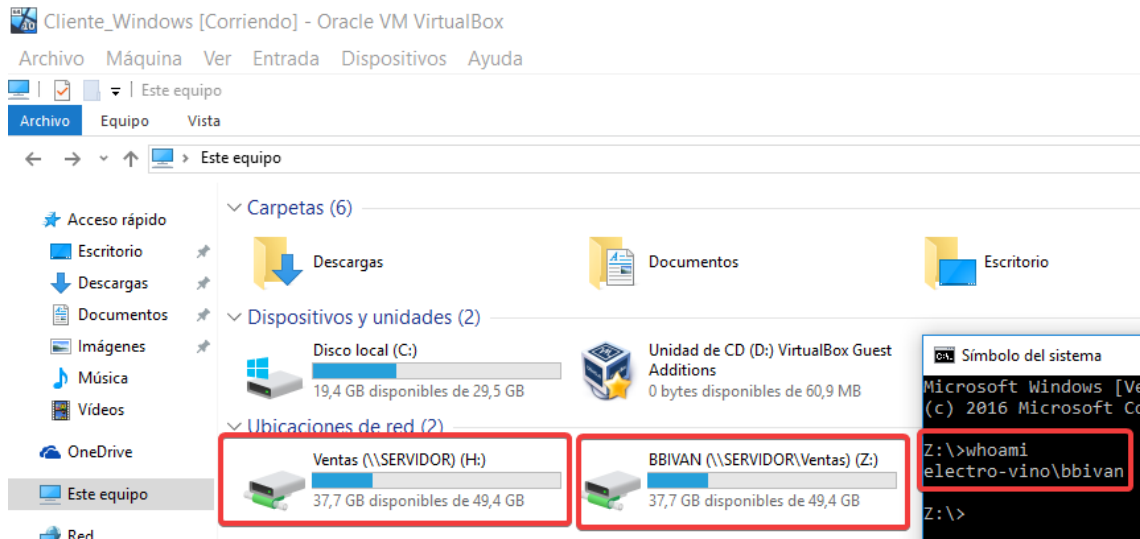 Cliente_Windows [Corriendo] - Oracle VM VirtualBox
Archivo Máquina Ver Entrada Dispositivos Ayuda
Este equipo
Archivo Equipo Vista
Este equipo
Acceso rápido
Escritorio
Descargas
Documentos
Imágenes
Música
Vídeos
OneDrive
Este equipo
Red
Carpetas (6)
Descargas
Documentos
Escritorio
Dispositivos y unidades (2)
Disco local (C:)
19,4 GB disponibles de 29,5 GB
Unidad de CD (D:) VirtualBox Guest
Additions
0 bytes disponibles de 60,9 MB
Ubicaciones de red (2)
Ventas (\\SERVIDOR) (H:)
37,7 GB disponibles de 49,4 GB
BBIVAN (\\SERVIDOR\Ventas) (Z:)
37,7 GB disponibles de 49,4 GB
Símbolo del sistema
Microsoft Windows [Ve
(c) 2016 Microsoft Co
Z:\>whoami
electro-vino\bbivan
Z:\>